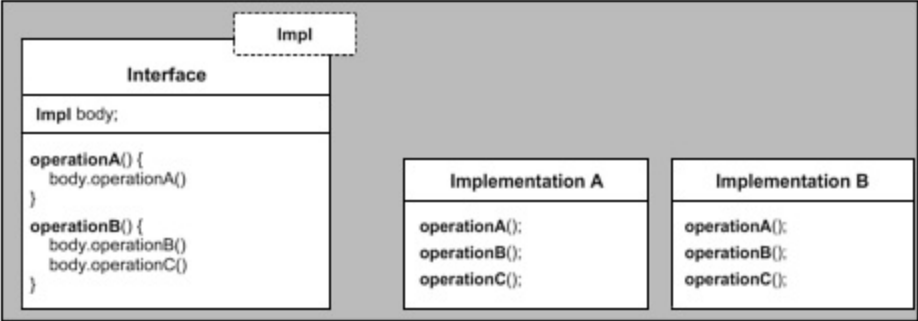 Impl
Interface
Impl body;
operationA() {
body.operationA()
}
operationB() {
body.operationB()
body.operationC()
}
Implementation A
operationA();
operationB();
operationC();
Implementation B
operationA();
operationB();
operationC();